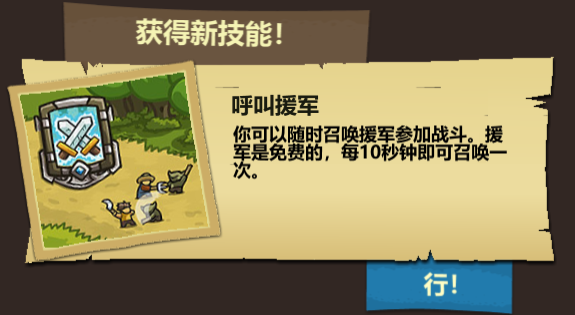 获得新技能！
呼叫援军
你可以随时召唤援军参加战斗。援
军是免费的，每10秒钟即可召唤一
次。
行！